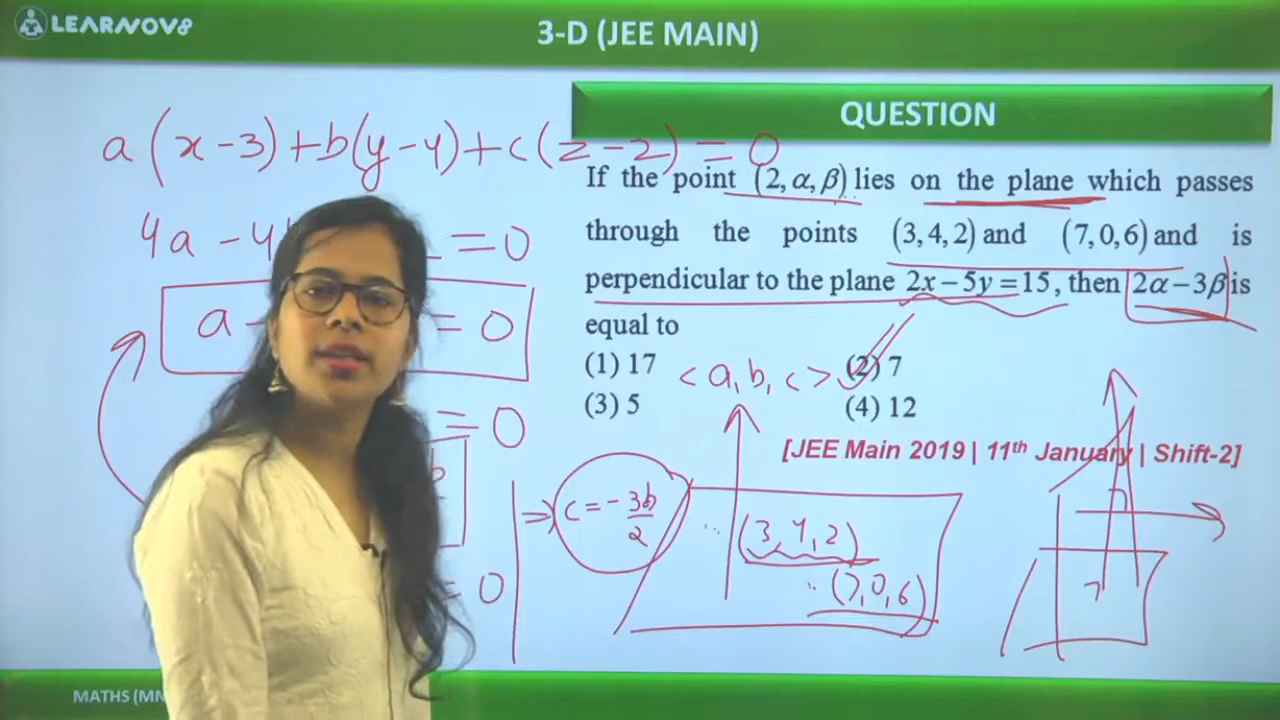 LEARNOV8
3-D (JEE MAIN)
QUESTION
a(x-3)+b(y-4)+c(z-2)=0
If the point (2, α, β) lies on the plane which passes
through the points (3,4,2) and (7,0,6) and is
perpendicular to the plane 2x−5y=15, then 2α−3β is
equal to
(1) 17
(2) 7
(3) 5
(4) 12
[JEE Main 2019 | 11th January | Shift-2]
4a - 4
= 0
a -
= 0
= 0
b
= 0
<a, b, c>
⇒ c = -3b/2
(3,4,2)
(7,0,6)
MATHS